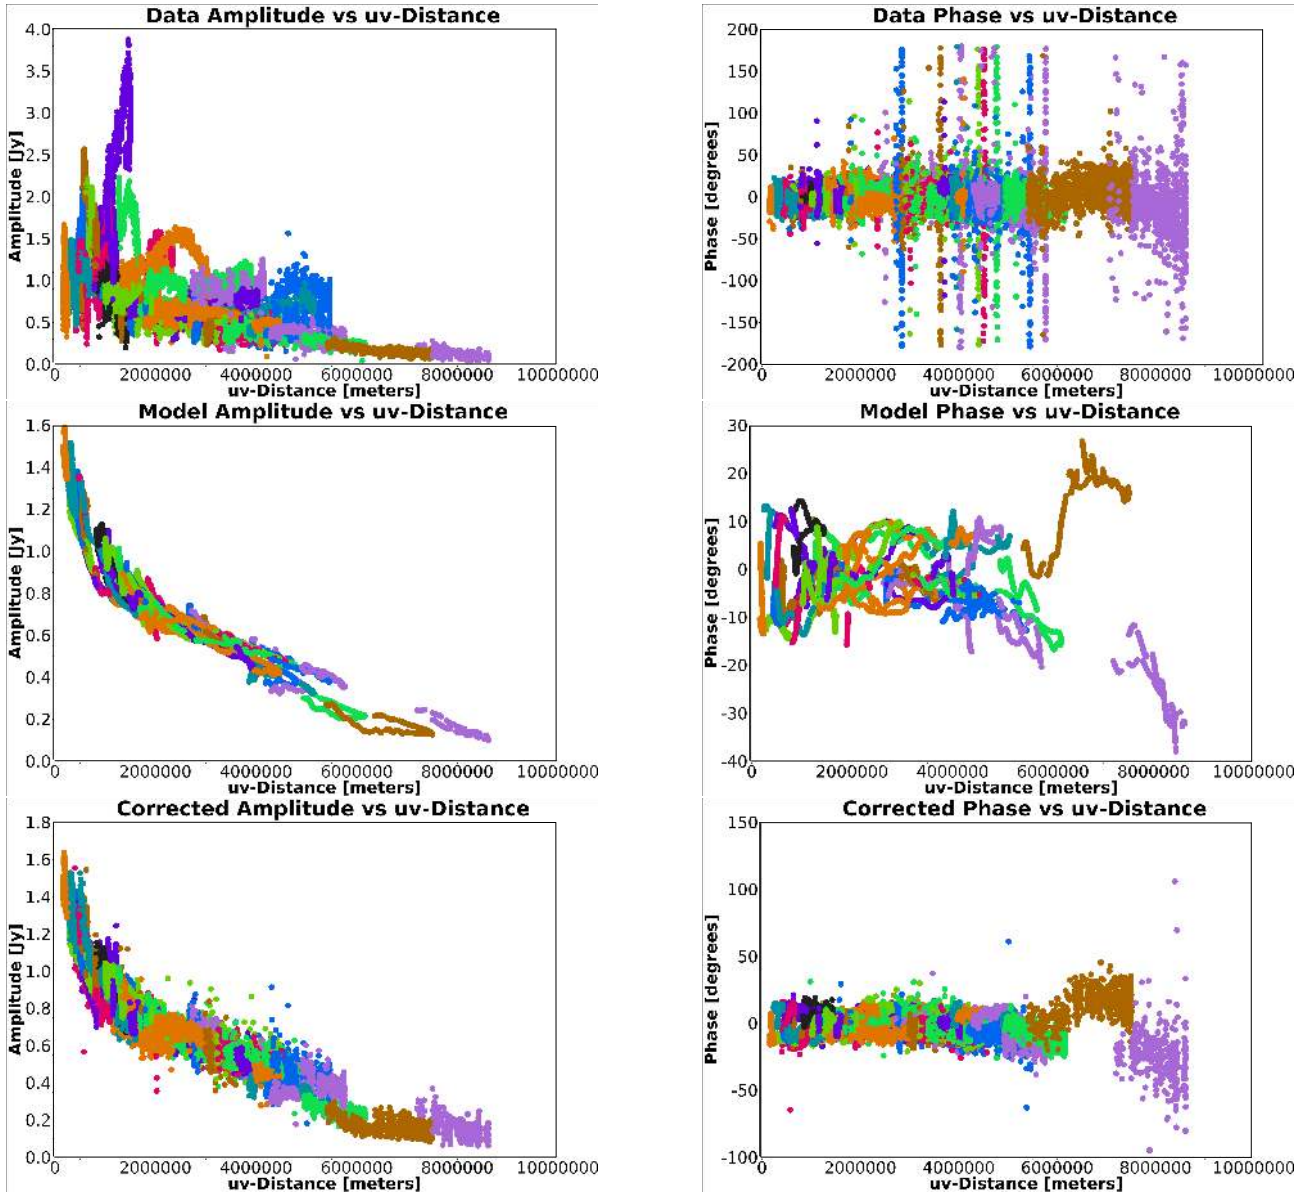 Data Amplitude vs uv-Distance
Amplitude [Jy]
4.0
3.5
3.0
2.5
2.0
1.5
1.0
0.5
0.0
0 2000000 4000000 6000000 8000000 10000000
uv-Distance [meters]
Data Phase vs uv-Distance
Phase [degrees]
200
150
100
50
0
-50
-100
-150
-200
0 2000000 4000000 6000000 8000000 10000000
uv-Distance [meters]
Model Amplitude vs uv-Distance
Amplitude [Jy]
1.6
1.4
1.2
1.0
0.8
0.6
0.4
0.2
0.0
0 2000000 4000000 6000000 8000000 10000000
uv-Distance [meters]
Model Phase vs uv-Distance
Phase [degrees]
30
20
10
0
-10
-20
-30
-40
0 2000000 4000000 6000000 8000000 10000000
uv-Distance [meters]
Corrected Amplitude vs uv-Distance
Amplitude [Jy]
1.8
1.6
1.4
1.2
1.0
0.8
0.6
0.4
0.2
0.0
0 2000000 4000000 6000000 8000000 10000000
uv-Distance [meters]
Corrected Phase vs uv-Distance
Phase [degrees]
150
100
50
0
-50
-100
0 2000000 4000000 6000000 8000000 10000000
uv-Distance [meters]